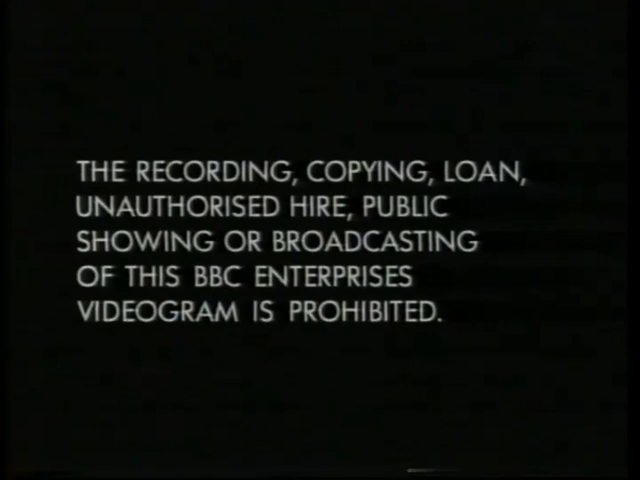 THE RECORDING, COPYING, LOAN,
UNAUTHORISED HIRE, PUBLIC
SHOWING OR BROADCASTING
OF THIS BBC ENTERPRISES
VIDEOGRAM IS PROHIBITED.